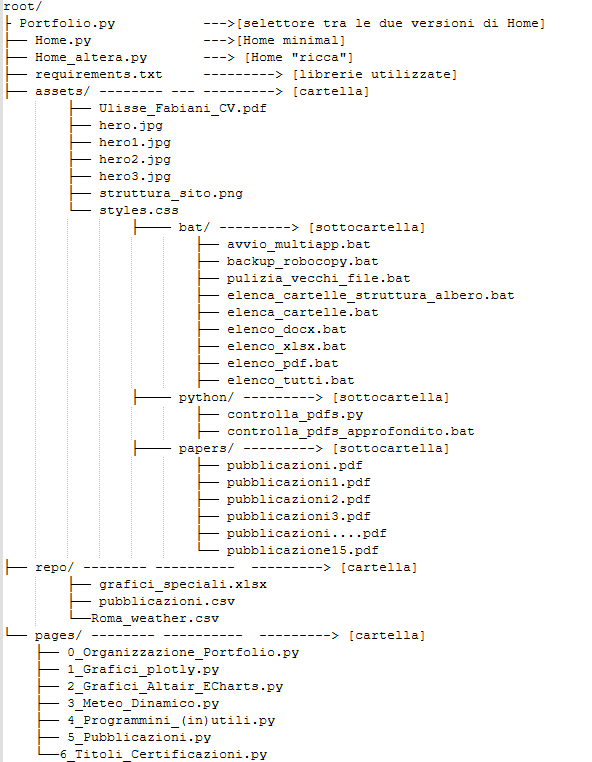 root/
├ Portfolio.py --->[selettore tra le due versioni di Home]
├── Home.py --->[Home minimal]
├── Home_altera.py ---> [Home "ricca"]
├── requirements.txt ---------> [librerie utilizzate]
├── assets/ -------- --- ---------> [cartella]
├── Ulisse_Fabiani_CV.pdf
├── hero.jpg
├── hero1.jpg
├── hero2.jpg
├── hero3.jpg
├── struttura_sito.png
└── styles.css
├──── bat/ ---------> [sottocartella]
├── avvio_multiapp.bat
├── backup_robocopy.bat
├── pulizia_vecchi_file.bat
├── elenca_cartelle_struttura_albero.bat
├── elenca_cartelle.bat
├── elenco_docx.bat
├── elenco_xlsx.bat
├── elenco_pdf.bat
├── elenco_tutti.bat
├──── python/ ---------> [sottocartella]
├── controlla_pdfs.py
├── controlla_pdfs_approfondito.bat
├──── papers/ ---------> [sottocartella]
├── pubblicazioni.pdf
├── pubblicazioni1.pdf
├── pubblicazioni2.pdf
├── pubblicazioni3.pdf
├── pubblicazioni....pdf
└── pubblicazione15.pdf
├── repo/ -------- ---------- ---------> [cartella]
├── grafici_speciali.xlsx
├── pubblicazioni.csv
└──Roma_weather.csv
└── pages/ -------- ---------- ---------> [cartella]
├── 0_Organizzazione_Portfolio.py
├── 1_Grafici_plotly.py
├── 2_Grafici_Altair_ECharts.py
├── 3_Meteo_Dinamico.py
├── 4_Programmini_(in)utili.py
├── 5_Pubblicazioni.py
└──6_Titoli_Certificazioni.py